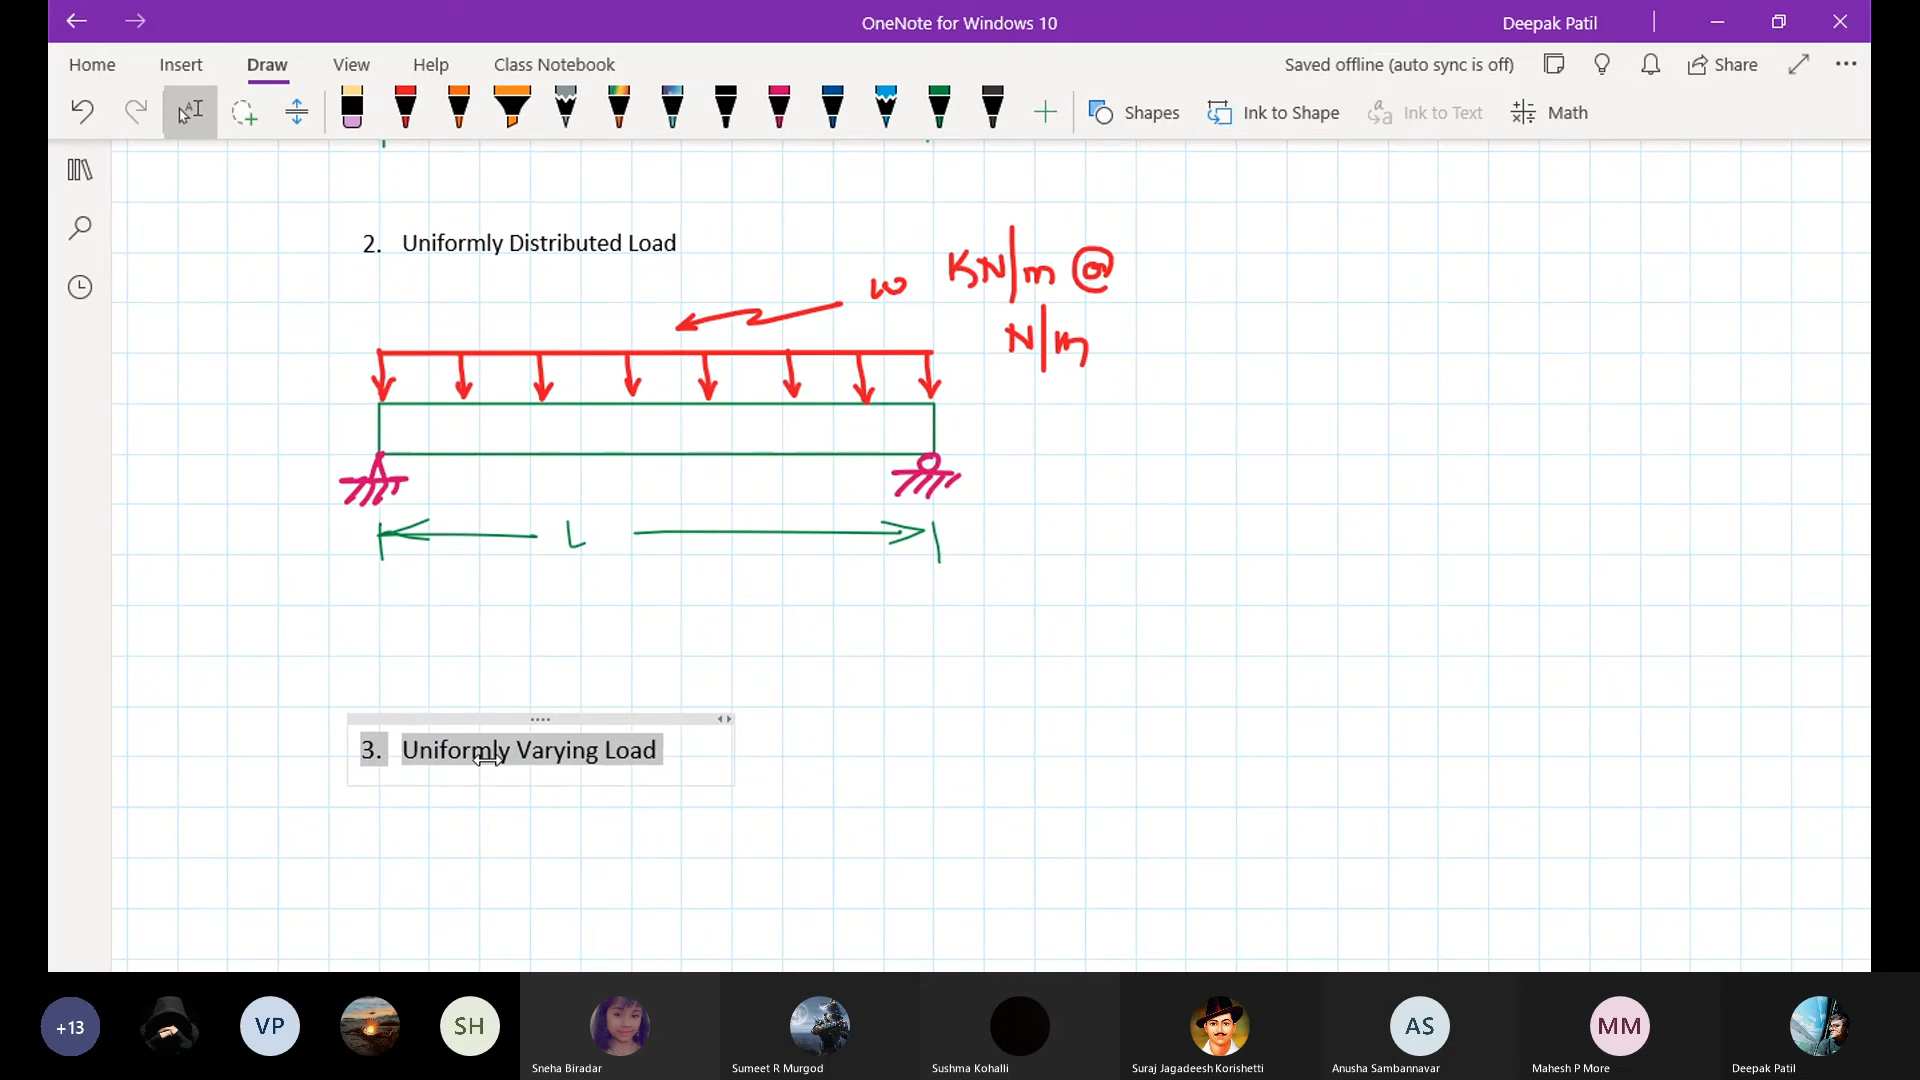 OneNote for Windows 10
Deepak Patil
Home Insert Draw View Help Class Notebook
Saved offline (auto sync is off)
Share
Shapes
Ink to Shape
Ink to Text
Math
2. Uniformly Distributed Load
w KN/m @
N/m
L
3. Uniformly Varying Load
+13
VP
SH
AS
MM
Sneha Biradar
Sumeet R Murgod
Sushma Kohalli
Suraj Jagadeesh Korishetti
Anusha Sambannavar
Mahesh P More
Deepak Patil